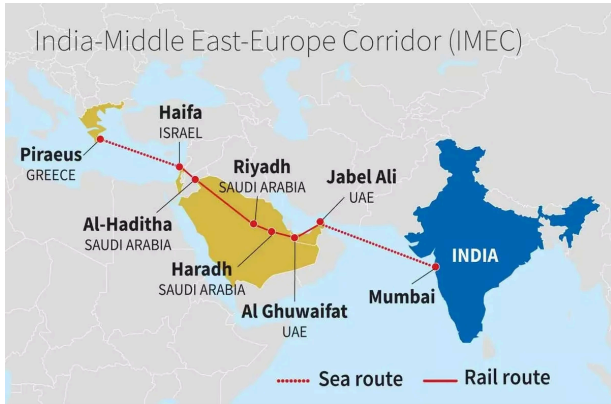 India-Middle East-Europe Corridor (IMEC)
Haifa
ISRAEL
Piraeus
GREECE
Riyadh
SAUDI ARABIA
Jabel Ali
UAE
Al-Haditha
SAUDI ARABIA
Haradh
SAUDI ARABIA
Al Ghuwaifat
UAE
INDIA
Mumbai
Sea route
Rail route